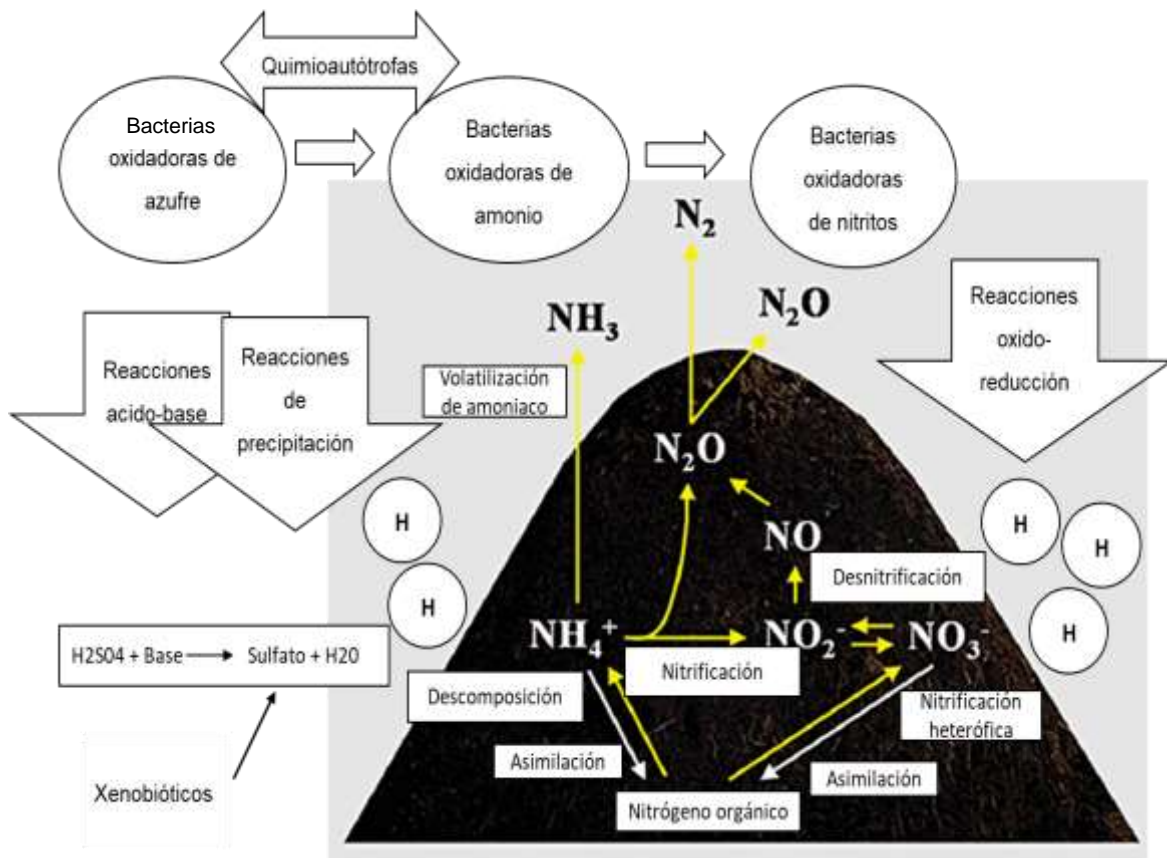 Quimioautótrofas
Bacterias
oxidadoras de
azufre
Bacterias
oxidadoras de
amonio
Bacterias
oxidadoras
de nitritos
N₂
N₂O
NH₃
Reacciones
acido-base
Reacciones
de
precipitación
Volatilización
de amoniaco
Reacciones
oxido-
reducción
N₂O
NO
H
H
H
H
H
Desnitrificación
NH₄⁺
NO₂⁻
NO₃⁻
H2S04 + Base
Sulfato + H20
Nitrificación
Descomposición
Nitrificación
heterófica
Asimilación
Asimilación
Nitrógeno orgánico
Xenobióticos